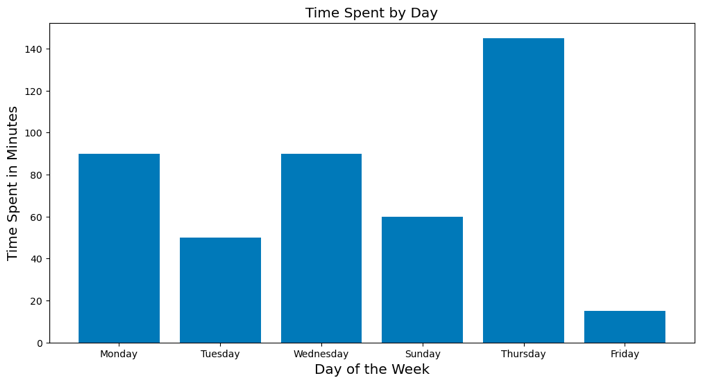 Time Spent by Day
Time Spent in Minutes
140
120
100
80
60
40
20
0
Monday Tuesday Wednesday Sunday Thursday Friday
Day of the Week